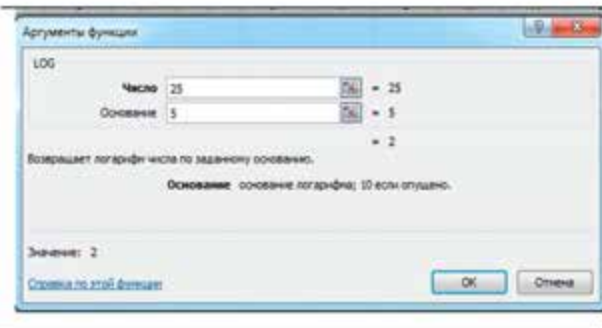 Аргументы функции
LOG
Число 25 = 25
Основание 5 = 5
= 2
Возвращает логарифм числа по заданному основанию.
Основание основание логарифма; 10 если опущено.
Значение: 2
Справка по этой функции
ОК Отмена